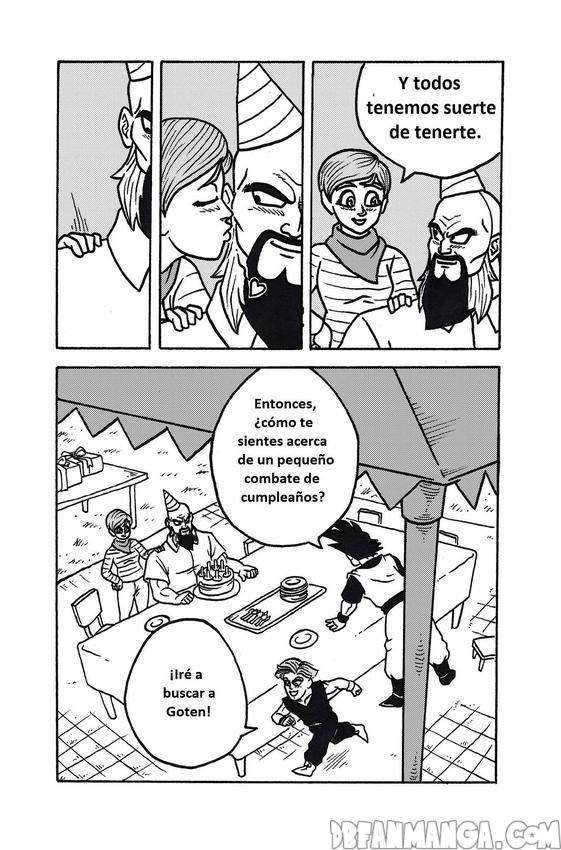 Y todos
tenemos suerte
de tenerte.
Entonces,
¿cómo te
sientes acerca
de un pequeño
combate de
cumpleaños?
¡Iré a
buscar a
Goten!
DBFANMANGA.COM